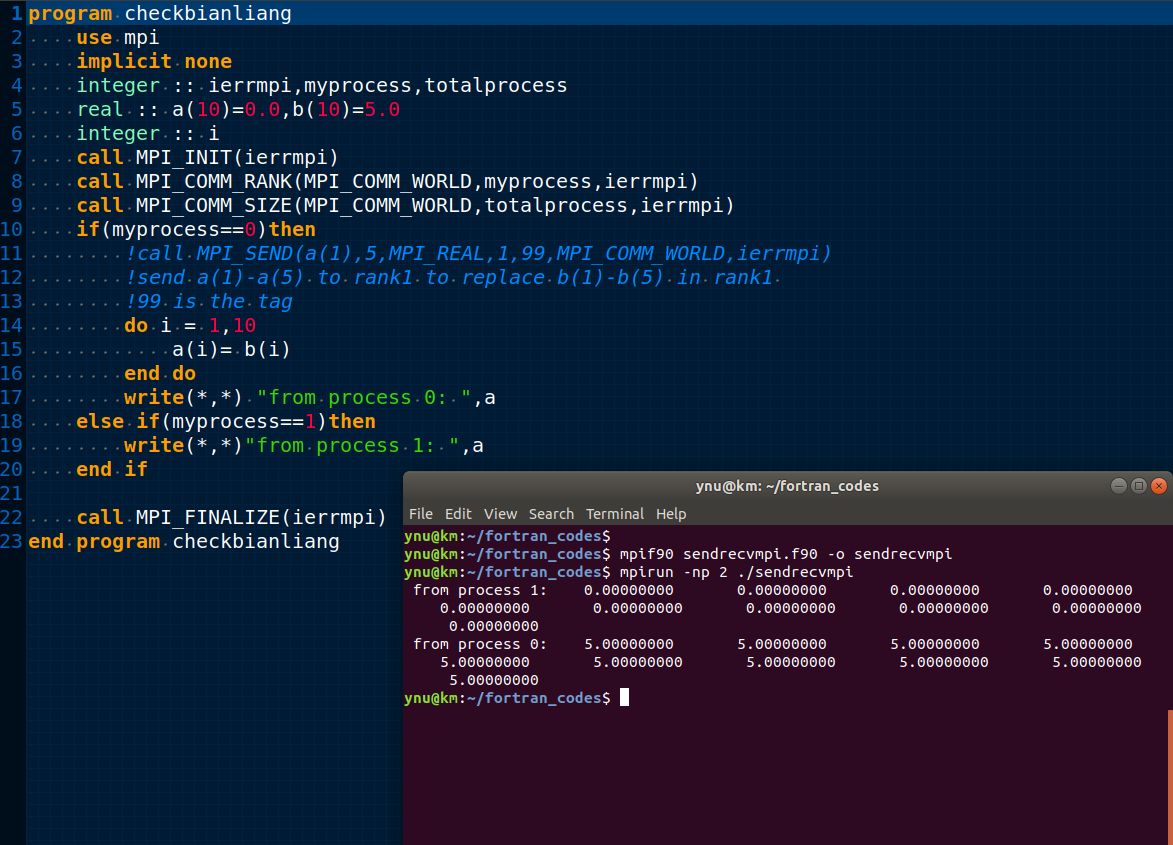 1 program checkbianliang
2     use mpi
3     implicit none
4     integer :: ierrmpi,myprocess,totalprocess
5     real :: a(10)=0.0,b(10)=5.0
6     integer :: i
7     call MPI_INIT(ierrmpi)
8     call MPI_COMM_RANK(MPI_COMM_WORLD,myprocess,ierrmpi)
9     call MPI_COMM_SIZE(MPI_COMM_WORLD,totalprocess,ierrmpi)
10     if(myprocess==0)then
11         !call MPI_SEND(a(1),5,MPI_REAL,1,99,MPI_COMM_WORLD,ierrmpi)
12         !send a(1)-a(5) to rank1 to replace b(1)-b(5) in rank1
13         !99 is the tag
14         do i = 1,10
15             a(i)= b(i)
16         end do
17         write(*,*) "from process 0: ",a
18     else if(myprocess==1)then
19         write(*,*)"from process 1: ",a
20     end if
21
22     call MPI_FINALIZE(ierrmpi)
23 end program checkbianliang
ynu@km: ~/fortran_codes
File Edit View Search Terminal Help
ynu@km:~/fortran_codes$
ynu@km:~/fortran_codes$ mpif90 sendrecvmpi.f90 -o sendrecvmpi
ynu@km:~/fortran_codes$ mpirun -np 2 ./sendrecvmpi
from process 1:    0.00000000       0.00000000       0.00000000       0.00000000
0.00000000       0.00000000       0.00000000       0.00000000       0.00000000
0.00000000
from process 0:    5.00000000       5.00000000       5.00000000       5.00000000
5.00000000       5.00000000       5.00000000       5.00000000       5.00000000
5.00000000
ynu@km:~/fortran_codes$